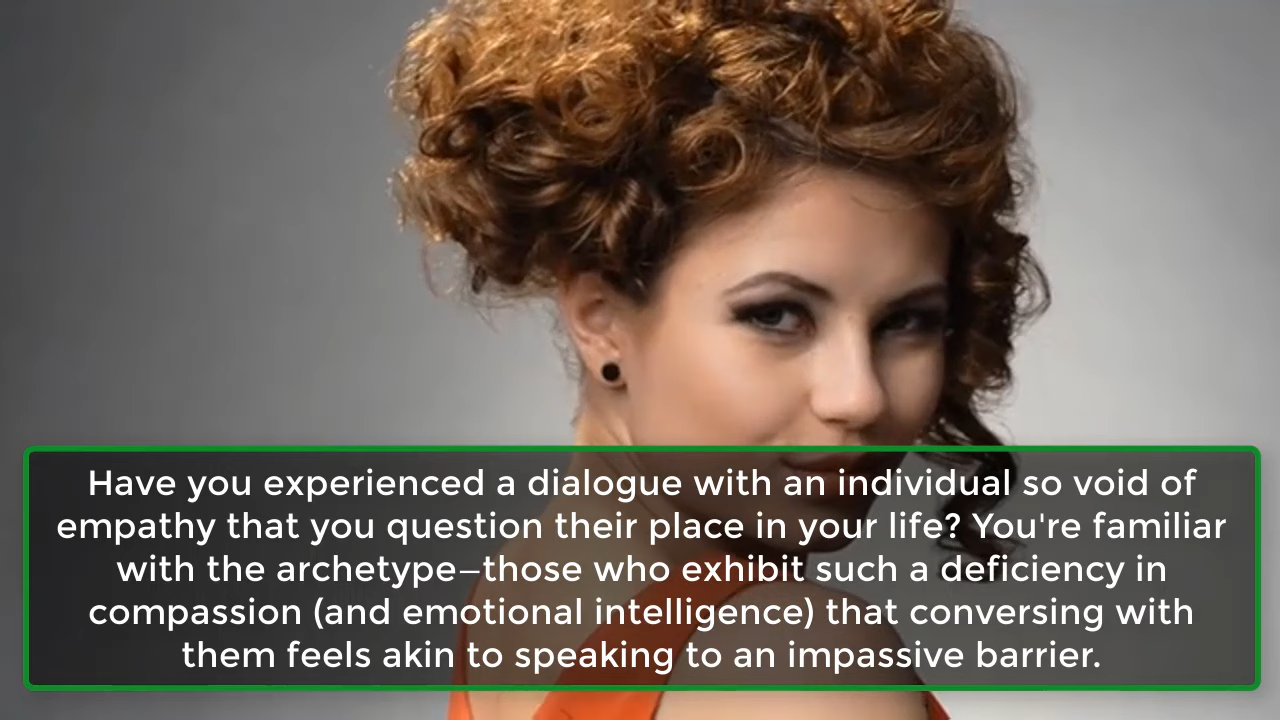 Have you experienced a dialogue with an individual so void of
empathy that you question their place in your life? You're familiar
with the archetype—those who exhibit such a deficiency in
compassion (and emotional intelligence) that conversing with
them feels akin to speaking to an impassive barrier.